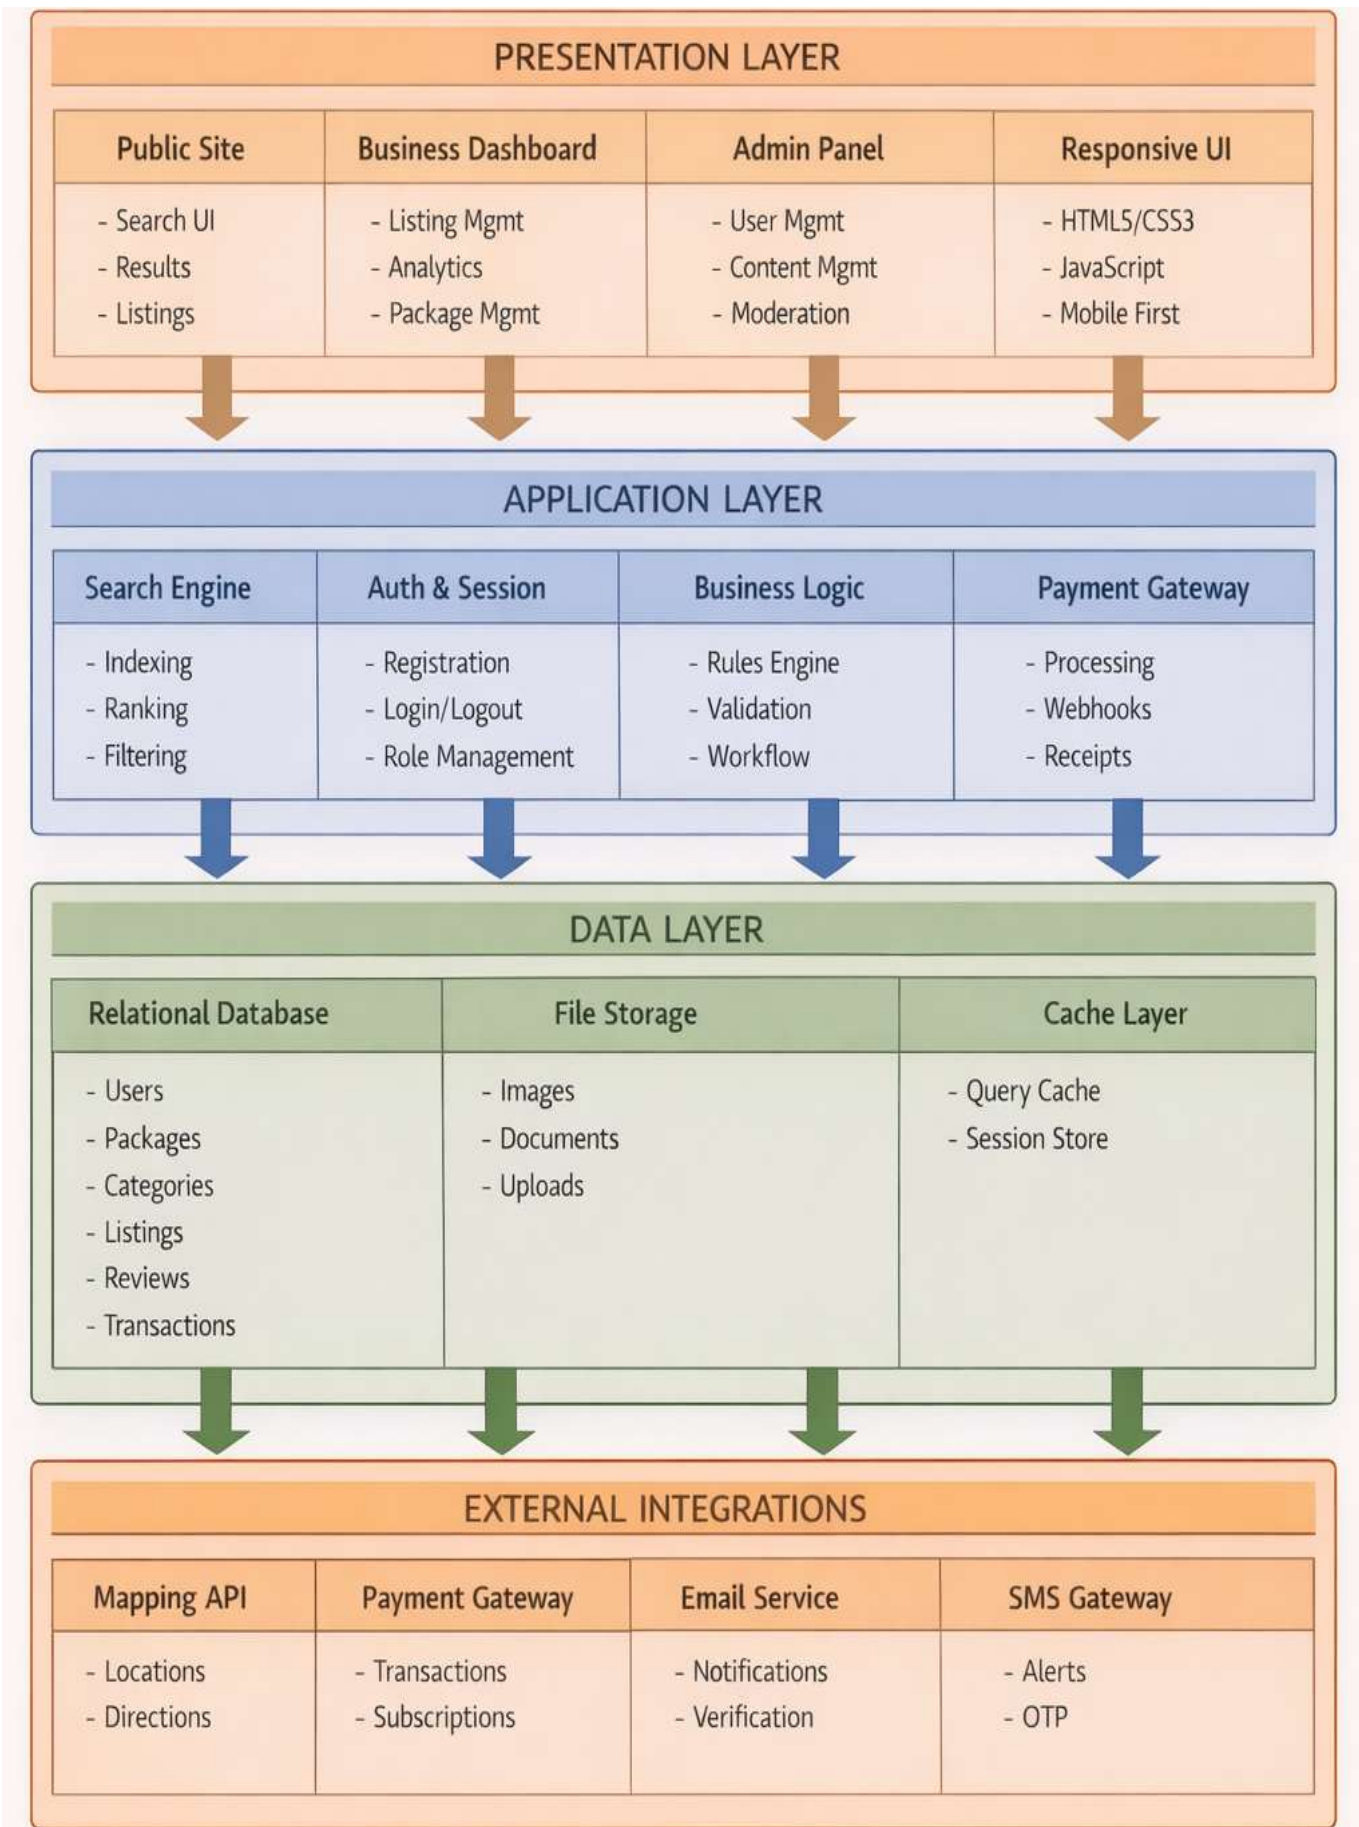 PRESENTATION LAYER
Public Site
- Search UI
- Results
- Listings
Business Dashboard
- Listing Mgmt
- Analytics
- Package Mgmt
Admin Panel
- User Mgmt
- Content Mgmt
- Moderation
Responsive UI
- HTML5/CSS3
- JavaScript
- Mobile First
APPLICATION LAYER
Search Engine
- Indexing
- Ranking
- Filtering
Auth & Session
- Registration
- Login/Logout
- Role Management
Business Logic
- Rules Engine
- Validation
- Workflow
Payment Gateway
- Processing
- Webhooks
- Receipts
DATA LAYER
Relational Database
- Users
- Packages
- Categories
- Listings
- Reviews
- Transactions
File Storage
- Images
- Documents
- Uploads
Cache Layer
- Query Cache
- Session Store
EXTERNAL INTEGRATIONS
Mapping API
- Locations
- Directions
Payment Gateway
- Transactions
- Subscriptions
Email Service
- Notifications
- Verification
SMS Gateway
- Alerts
- OTP